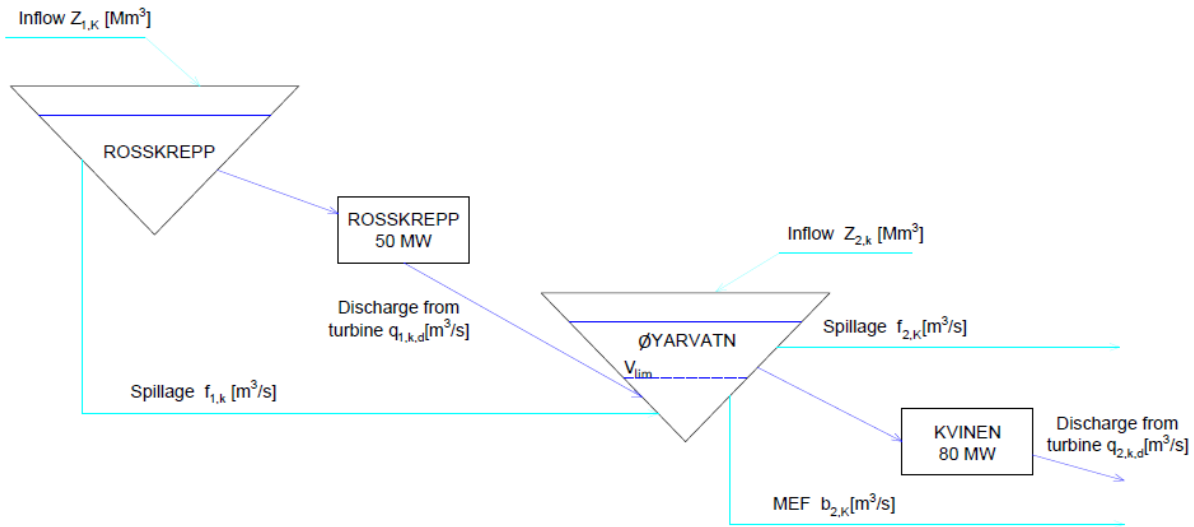 Inflow Z1,K [Mm³]
ROSSKREPP
ROSSKREPP
50 MW
Inflow Z2,k [Mm³]
Discharge from
turbine q1,k,d[m³/s]
Spillage f2,K[m³/s]
ØYARVATN
Vlim
Spillage f1,k [m³/s]
KVINEN
80 MW
Discharge from
turbine q2,k,d[m³/s]
MEF b2,K[m³/s]